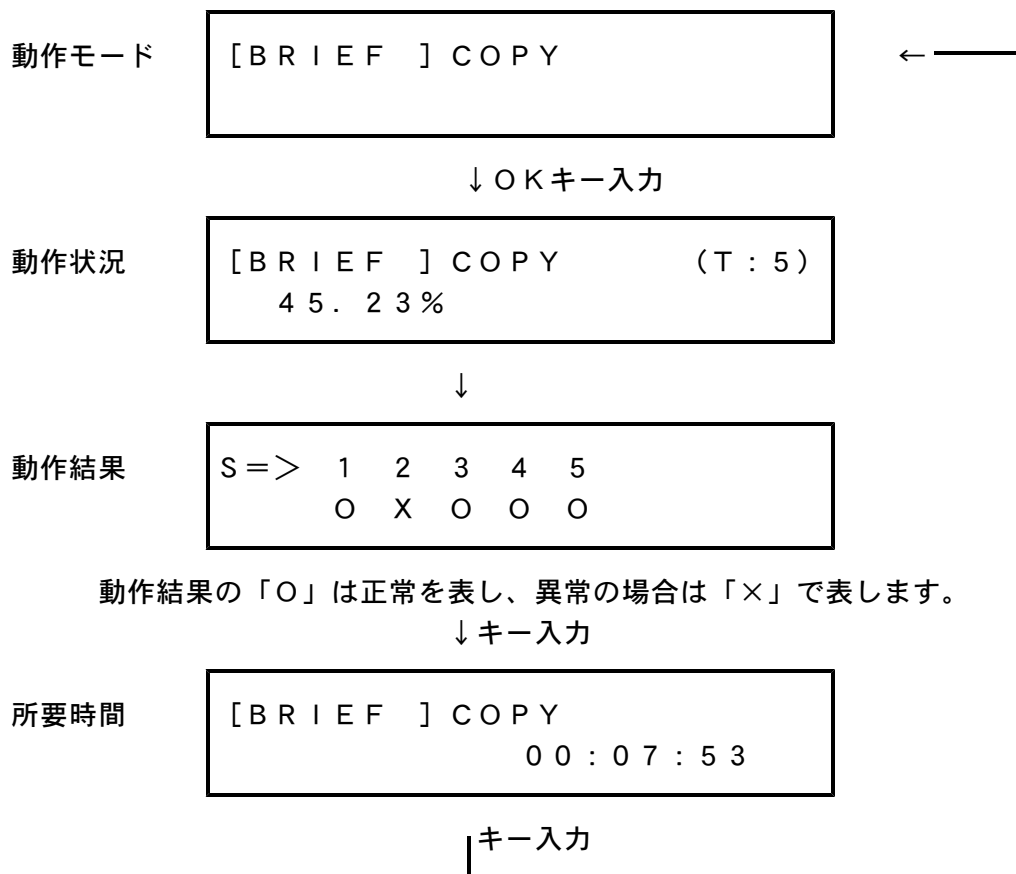 動作モード ［ＢＲＩＥＦ ］ＣＯＰＹ ←
↓ＯＫキー入力
動作状況 ［ＢＲＩＥＦ ］ＣＯＰＹ （Ｔ：５）
４５．２３％
↓
動作結果 Ｓ＝＞ １ ２ ３ ４ ５
Ｏ Ｘ Ｏ Ｏ Ｏ
動作結果の「Ｏ」は正常を表し、異常の場合は「×」で表します。
↓キー入力
所要時間 ［ＢＲＩＥＦ ］ＣＯＰＹ
００：０７：５３
キー入力